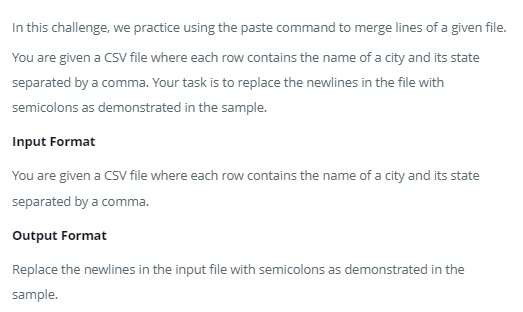 In this challenge, we practice using the paste command to merge lines of a given file.
You are given a CSV file where each row contains the name of a city and its state
separated by a comma. Your task is to replace the newlines in the file with
semicolons as demonstrated in the sample.
Input Format
You are given a CSV file where each row contains the name of a city and its state
separated by a comma.
Output Format
Replace the newlines in the input file with semicolons as demonstrated in the
sample.